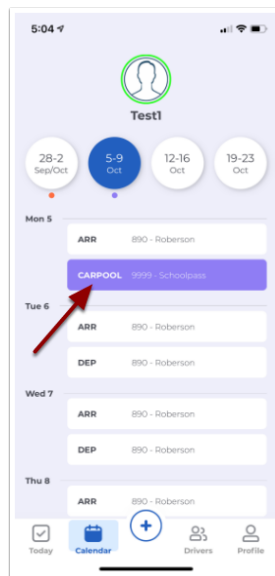 5:04
Test1
28-2 5-9 12-16 19-23
Sep/Oct Oct Oct Oct
Mon 5
ARR 890 - Roberson
CARPOOL 9999 - Schoolpass
Tue 6
ARR 890 - Roberson
DEP 890 - Roberson
Wed 7
ARR 890 - Roberson
DEP 890 - Roberson
Thu 8
ARR 890 - Roberson
Today Calendar Drivers Profile